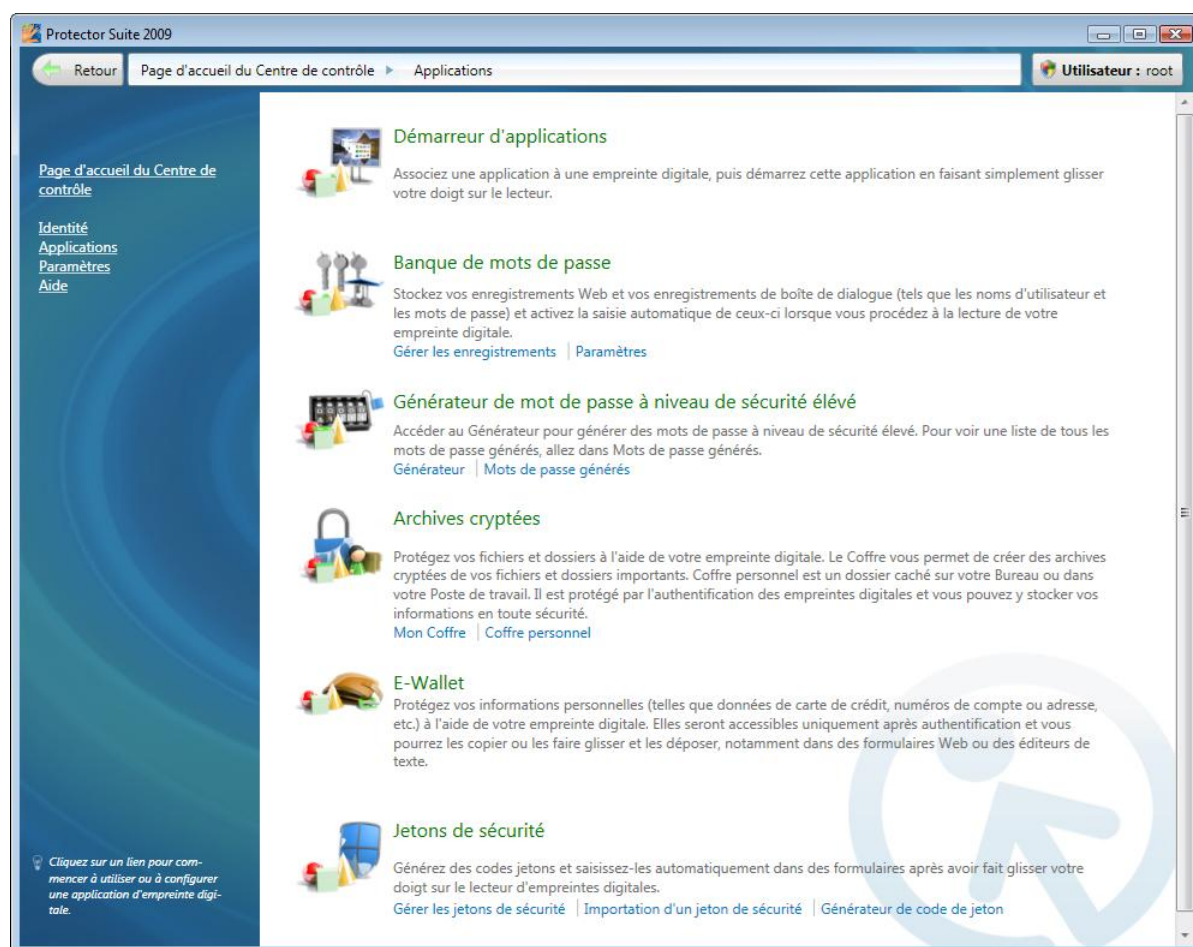 Protector Suite 2009
Retour
Page d'accueil du Centre de contrôle
Applications
Utilisateur : root
Page d'accueil du Centre de
contrôle
Identité
Applications
Paramètres
Aide
Cliquez sur un lien pour com-
mencer à utiliser ou à configurer
une application d'empreinte digi-
tale.
Démarreur d'applications
Associez une application à une empreinte digitale, puis démarrez cette application en faisant simplement glisser
votre doigt sur le lecteur.
Banque de mots de passe
Stockez vos enregistrements Web et vos enregistrements de boîte de dialogue (tels que les noms d'utilisateur et
les mots de passe) et activez la saisie automatique de ceux-ci lorsque vous procédez à la lecture de votre
empreinte digitale.
Gérer les enregistrements | Paramètres
Générateur de mot de passe à niveau de sécurité élévé
Accéder au Générateur pour générer des mots de passe à niveau de sécurité élevé. Pour voir une liste de tous les
mots de passe générés, allez dans Mots de passe générés.
Générateur | Mots de passe générés
Archives cryptées
Protégez vos fichiers et dossiers à l'aide de votre empreinte digitale. Le Coffre vous permet de créer des archives
cryptées de vos fichiers et dossiers importants. Coffre personnel est un dossier caché sur votre Bureau ou dans
votre Poste de travail. Il est protégé par l'authentification des empreintes digitales et vous pouvez y stocker vos
informations en toute sécurité.
Mon Coffre | Coffre personnel
E-Wallet
Protégez vos informations personnelles (telles que données de carte de crédit, numéros de compte ou adresse,
etc.) à l'aide de votre empreinte digitale. Elles seront accessibles uniquement après authentification et vous
pourrez les copier ou les faire glisser et les déposer, notamment dans des formulaires Web ou des éditeurs de
texte.
Jetons de sécurité
Générez des codes jetons et saisissez-les automatiquement dans des formulaires après avoir fait glisser votre
doigt sur le lecteur d'empreintes digitales.
Gérer les jetons de sécurité | Importation d'un jeton de sécurité | Générateur de code de jeton